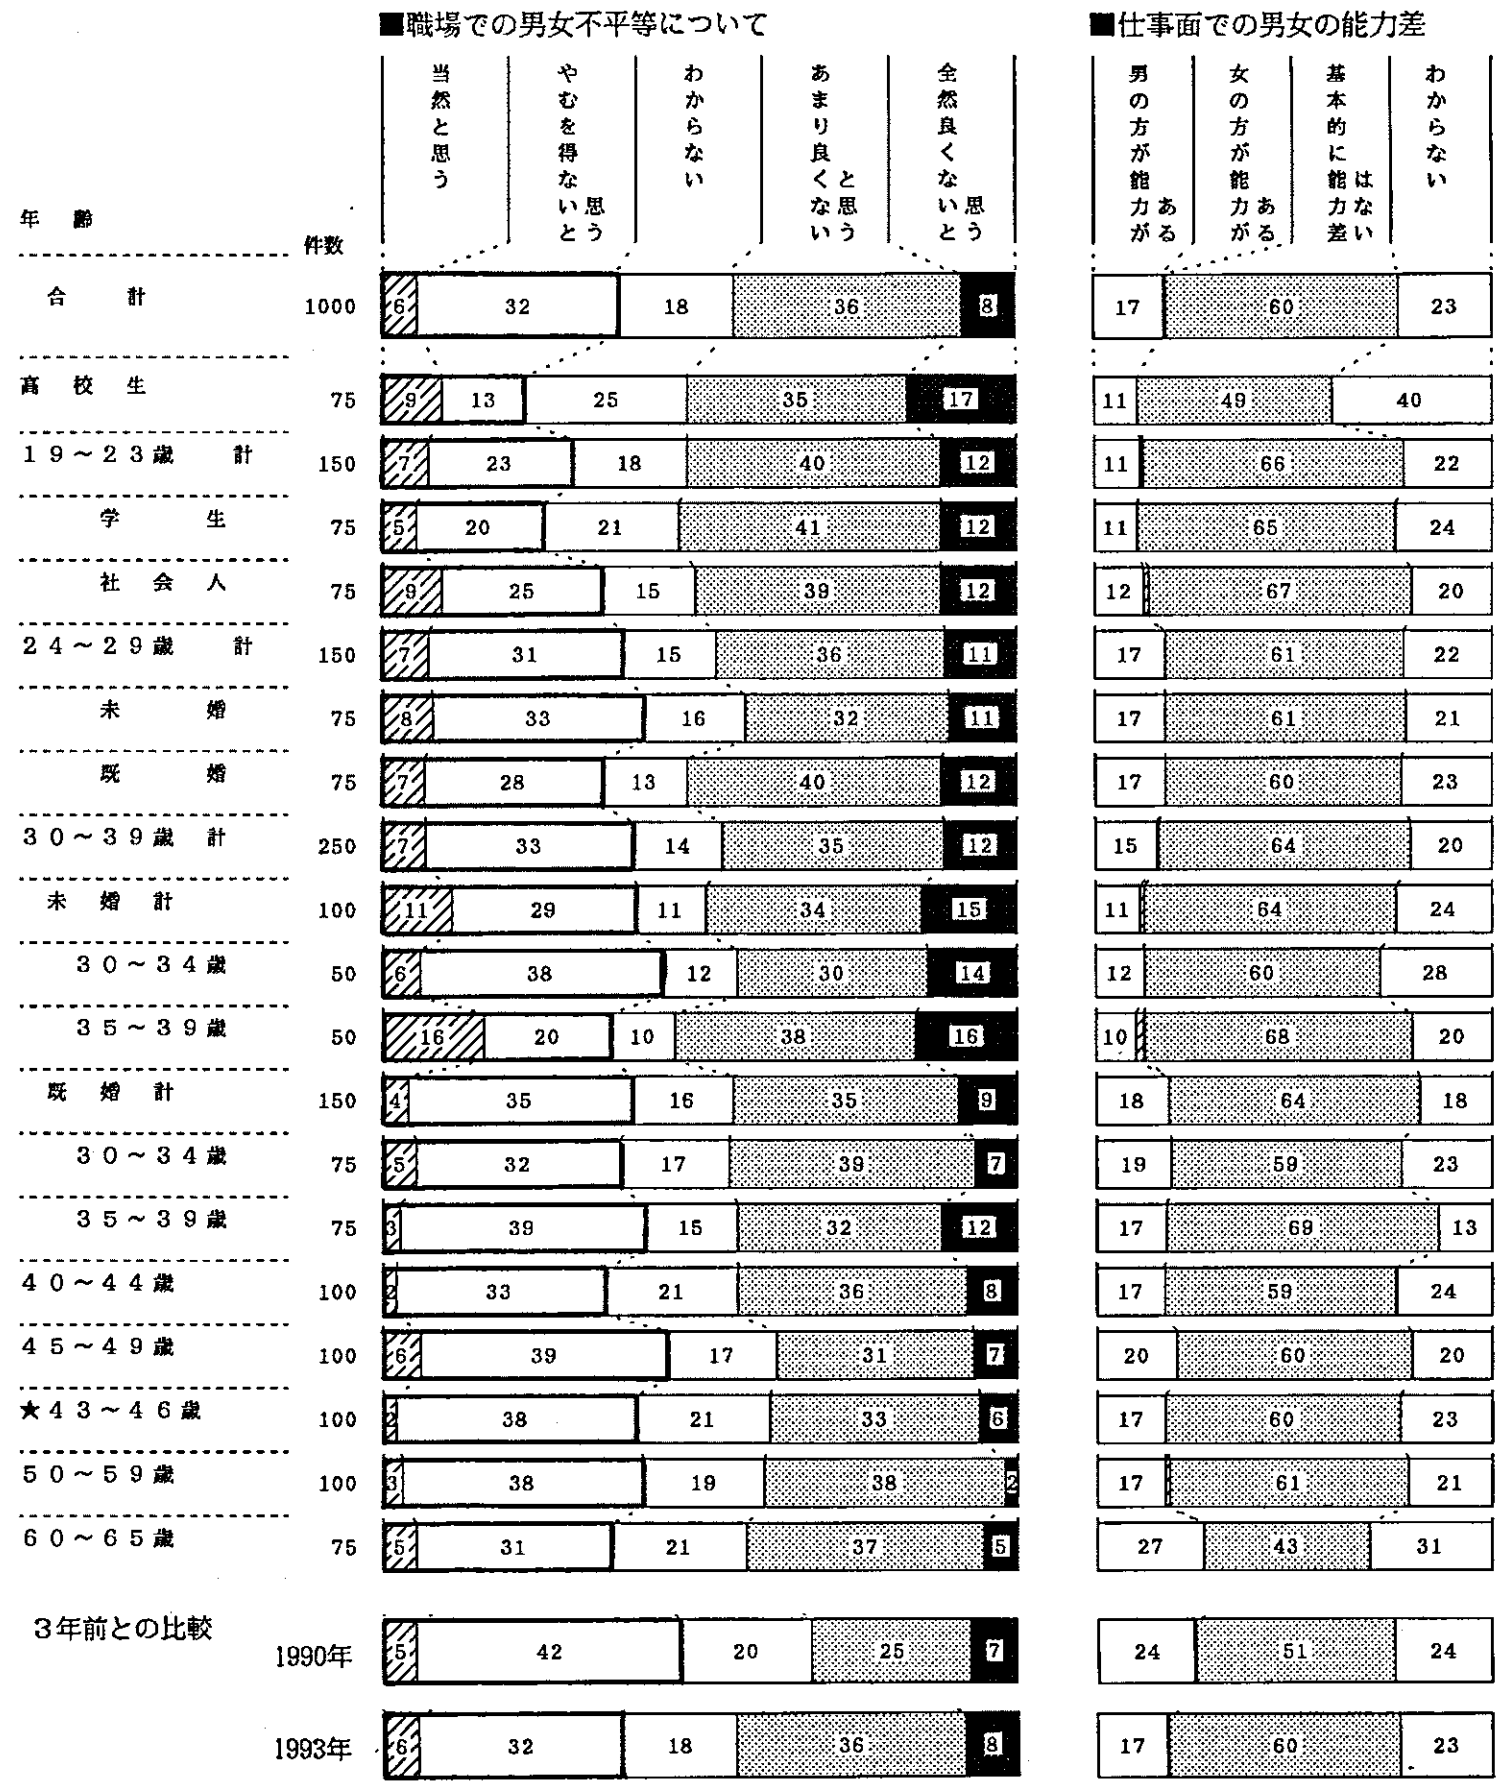 ■職場での男女不平等について
■仕事面での男女の能力差
当然と思う
やむを得ないと
思う
わからない
あまり良くない
と思う
全然良くないと
思う
男の方が能力が
ある
女の方が能力が
ある
基本的に能力差
はない
わからない
年齢
件数
合計 1000 6 32 18 36 8 17 60 23
高校生 75 9 13 25 35 17 11 49 40
19~23歳 計 150 7 23 18 40 12 11 66 22
学生 75 5 20 21 41 12 11 65 24
社会人 75 9 25 15 39 12 12 67 20
24~29歳 計 150 7 31 15 36 11 17 61 22
未婚 75 8 33 16 32 11 17 61 21
既婚 75 7 28 13 40 12 17 60 23
30~39歳 計 250 7 33 14 35 12 15 64 20
未婚計 100 11 29 11 34 15 11 64 24
30~34歳 50 6 38 12 30 14 12 60 28
35~39歳 50 16 20 10 38 16 10 68 20
既婚計 150 4 35 16 35 9 18 64 18
30~34歳 75 5 32 17 39 7 19 59 23
35~39歳 75 3 39 15 32 12 17 69 13
40~44歳 100 2 33 21 36 8 17 59 24
45~49歳 100 6 39 17 31 7 20 60 20
★43~46歳 100 2 38 21 33 6 17 60 23
50~59歳 100 3 38 19 38 2 17 61 21
60~65歳 75 5 31 21 37 5 27 43 31
3年前との比較
1990年 5 42 20 25 7 24 51 24
1993年 6 32 18 36 8 17 60 23